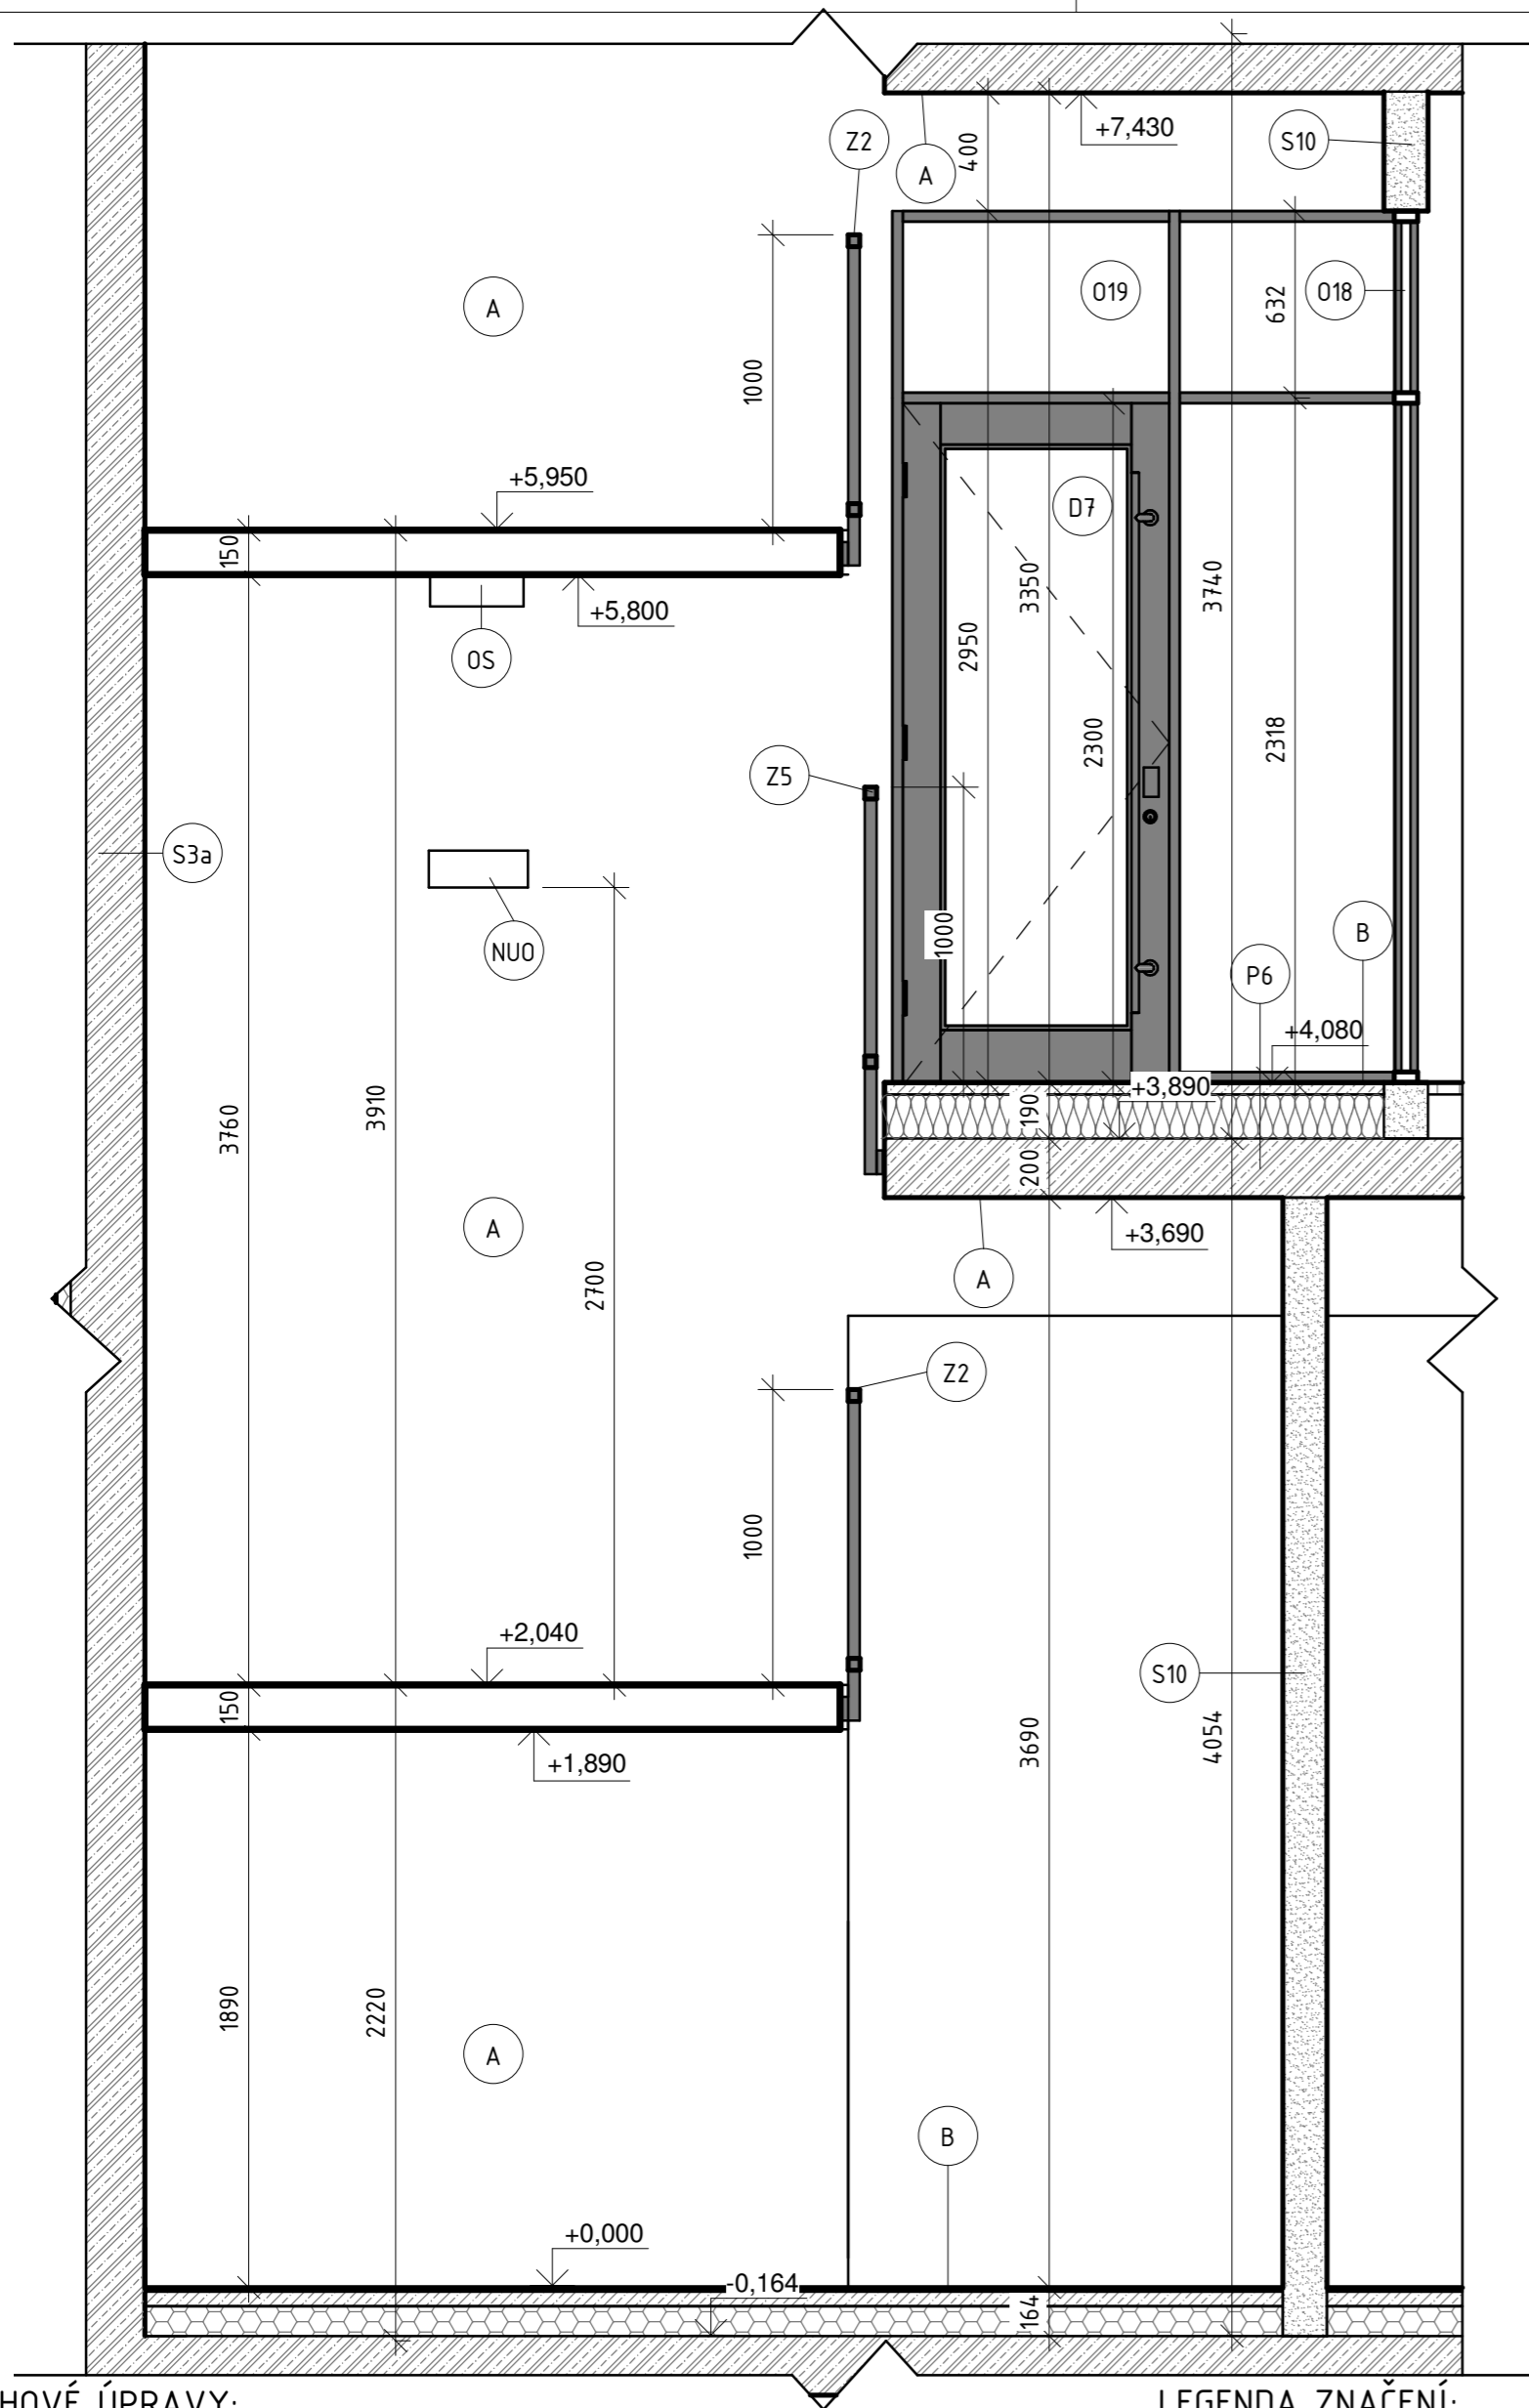 +7,430
Z2
S10
A
400
A
O19
O18
632
1000
+5,950
150
D7
+5,800
OS
3350
3740
2950
2300
2318
Z5
S3a
NUO
1000
B
P6
+4,080
+3,890
190
3760
3910
200
A
+3,690
2700
A
Z2
1000
+2,040
S10
150
3690
4054
+1,890
1890
2220
A
B
+0,000
-0,164
164
HOVÉ ÚPRAVY:
LEGENDA ZNAČENÍ: